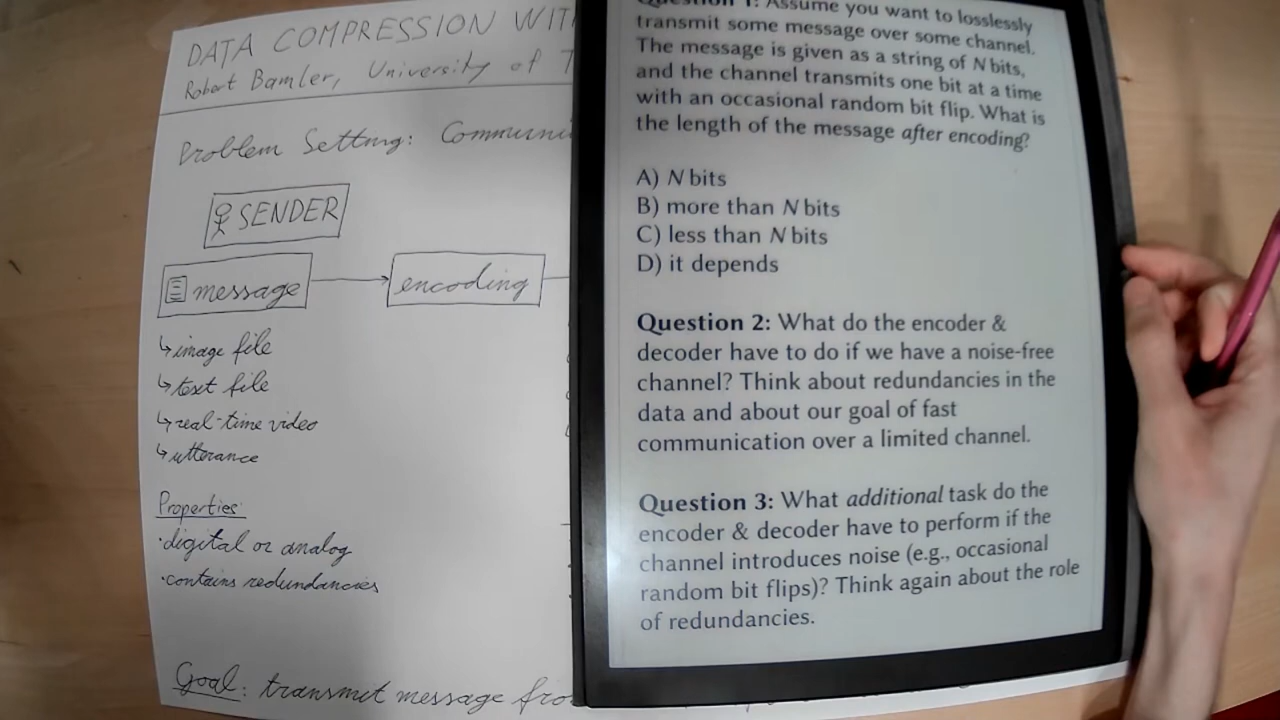 DATA COMPRESSION WIT
Robert Bamler, University of T
Problem Setting: Communi
SENDER
message
encoding
↳ image file
↳ text file
↳ real-time video
↳ utterance
Properties:
· digital or analog
· contains redundancies
Goal: transmit message fro
Question 1: Assume you want to losslessly
transmit some message over some channel.
The message is given as a string of N bits,
and the channel transmits one bit at a time
with an occasional random bit flip. What is
the length of the message after encoding?
A) N bits
B) more than N bits
C) less than N bits
D) it depends
Question 2: What do the encoder &
decoder have to do if we have a noise-free
channel? Think about redundancies in the
data and about our goal of fast
communication over a limited channel.
Question 3: What additional task do the
encoder & decoder have to perform if the
channel introduces noise (e.g., occasional
random bit flips)? Think again about the role
of redundancies.